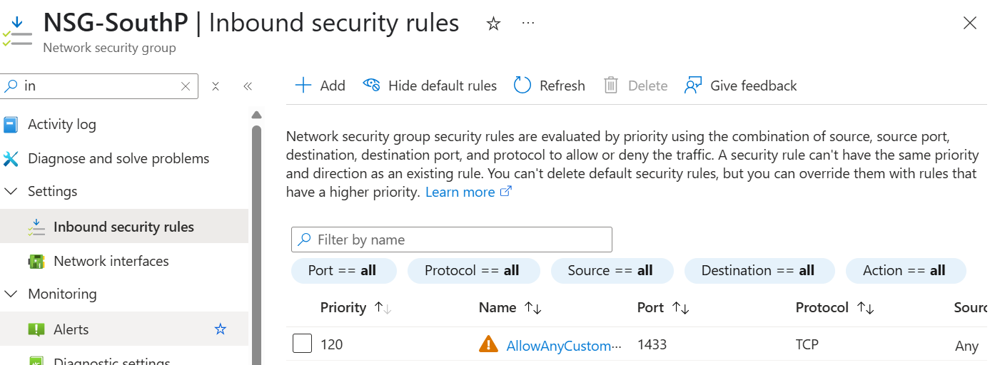 NSG-SouthP | Inbound security rules
Network security group
in
Activity log
Diagnose and solve problems
Settings
Inbound security rules
Network interfaces
Monitoring
Alerts
Diagnostic settings
Add
Hide default rules
Refresh
Delete
Give feedback
Network security group security rules are evaluated by priority using the combination of source, source port,
destination, destination port, and protocol to allow or deny the traffic. A security rule can't have the same priority
and direction as an existing rule. You can't delete default security rules, but you can override them with rules that
have a higher priority. Learn more
Filter by name
Port == all Protocol == all Source == all Destination == all Action == all
Priority Name Port Protocol Sourc
120 AllowAnyCustom... 1433 TCP Any